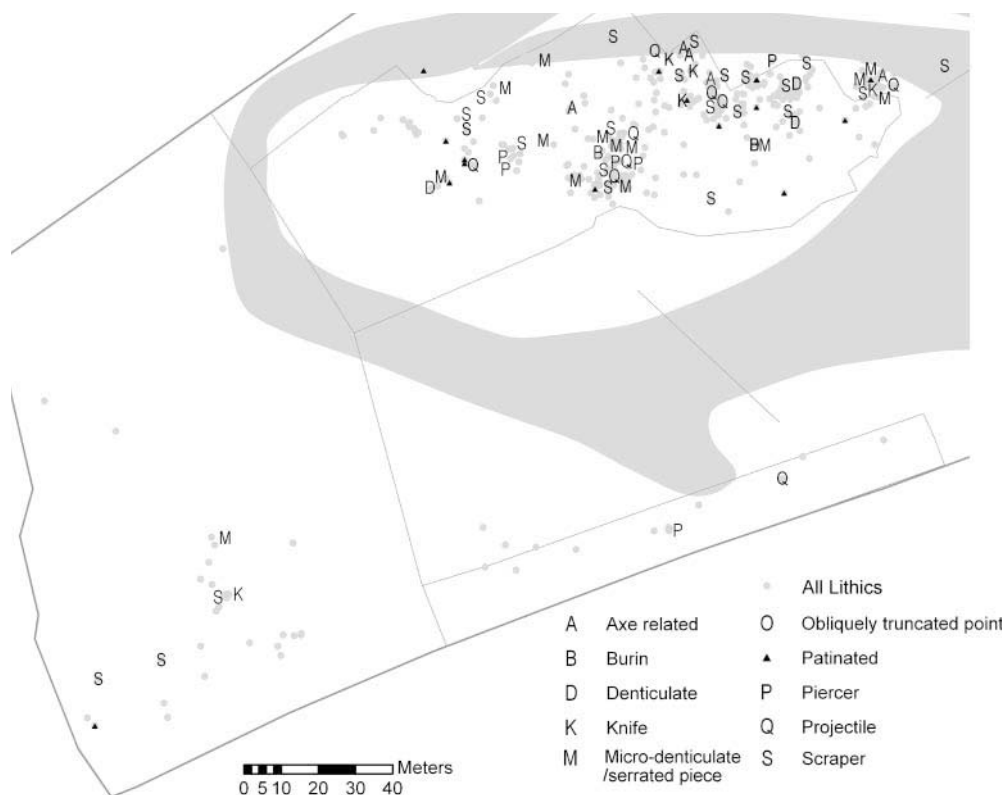 S
S A
Q K A
M
S K S A S S P S D S
M A Q K M
S
M
S
A
Q Q
S K S S
S
S
D
S
M Q
M M M
B
B M
S
M
P
P
Q
P Q P
S
Q
M
M
S M
D
S
Q
P
M
S K
S
S
All Lithics
A Axe related O Obliquely truncated point
B Burin Patinated
D Denticulate P Piercer
K Knife Q Projectile
M Micro-denticulate S Scraper
/serrated piece
Meters
0 5 10 20 30 40